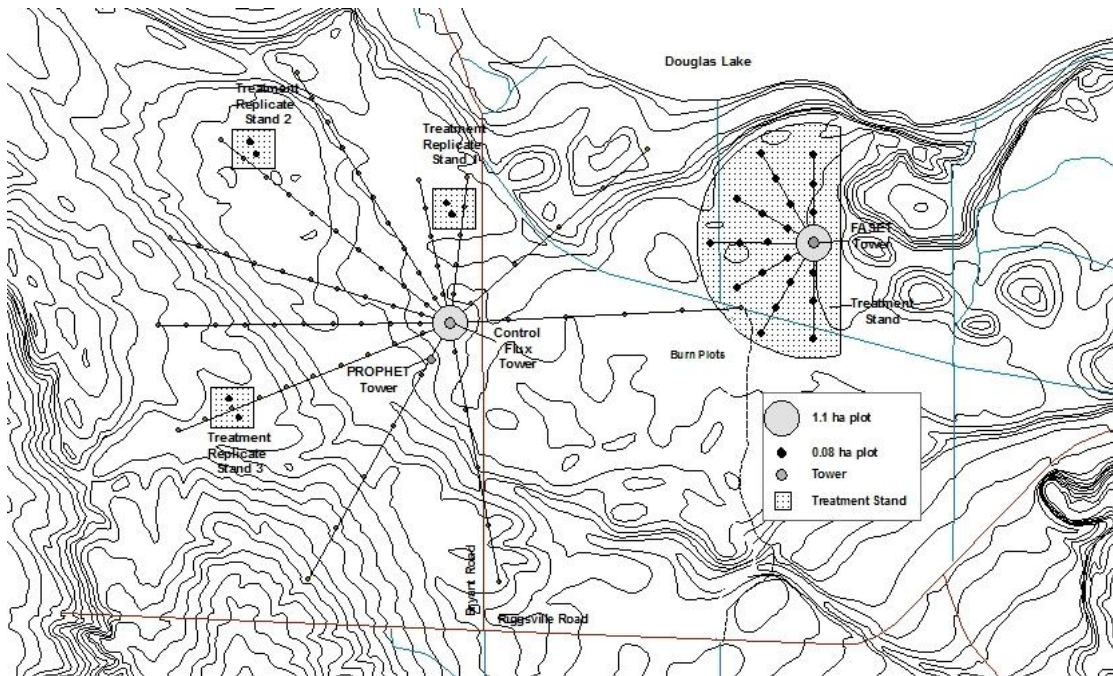 Douglas Lake
Treatment
Replicate
Stand 2
Treatment
Replicate
Stand 1
FASET
Tower
Treatment
Stand
Control
Flux
Tower
PROPHET
Tower
Burn Plots
Treatment
Replicate
Stand 3
1.1 ha plot
0.08 ha plot
Tower
Treatment Stand
Bryant Road
Riggsville Road